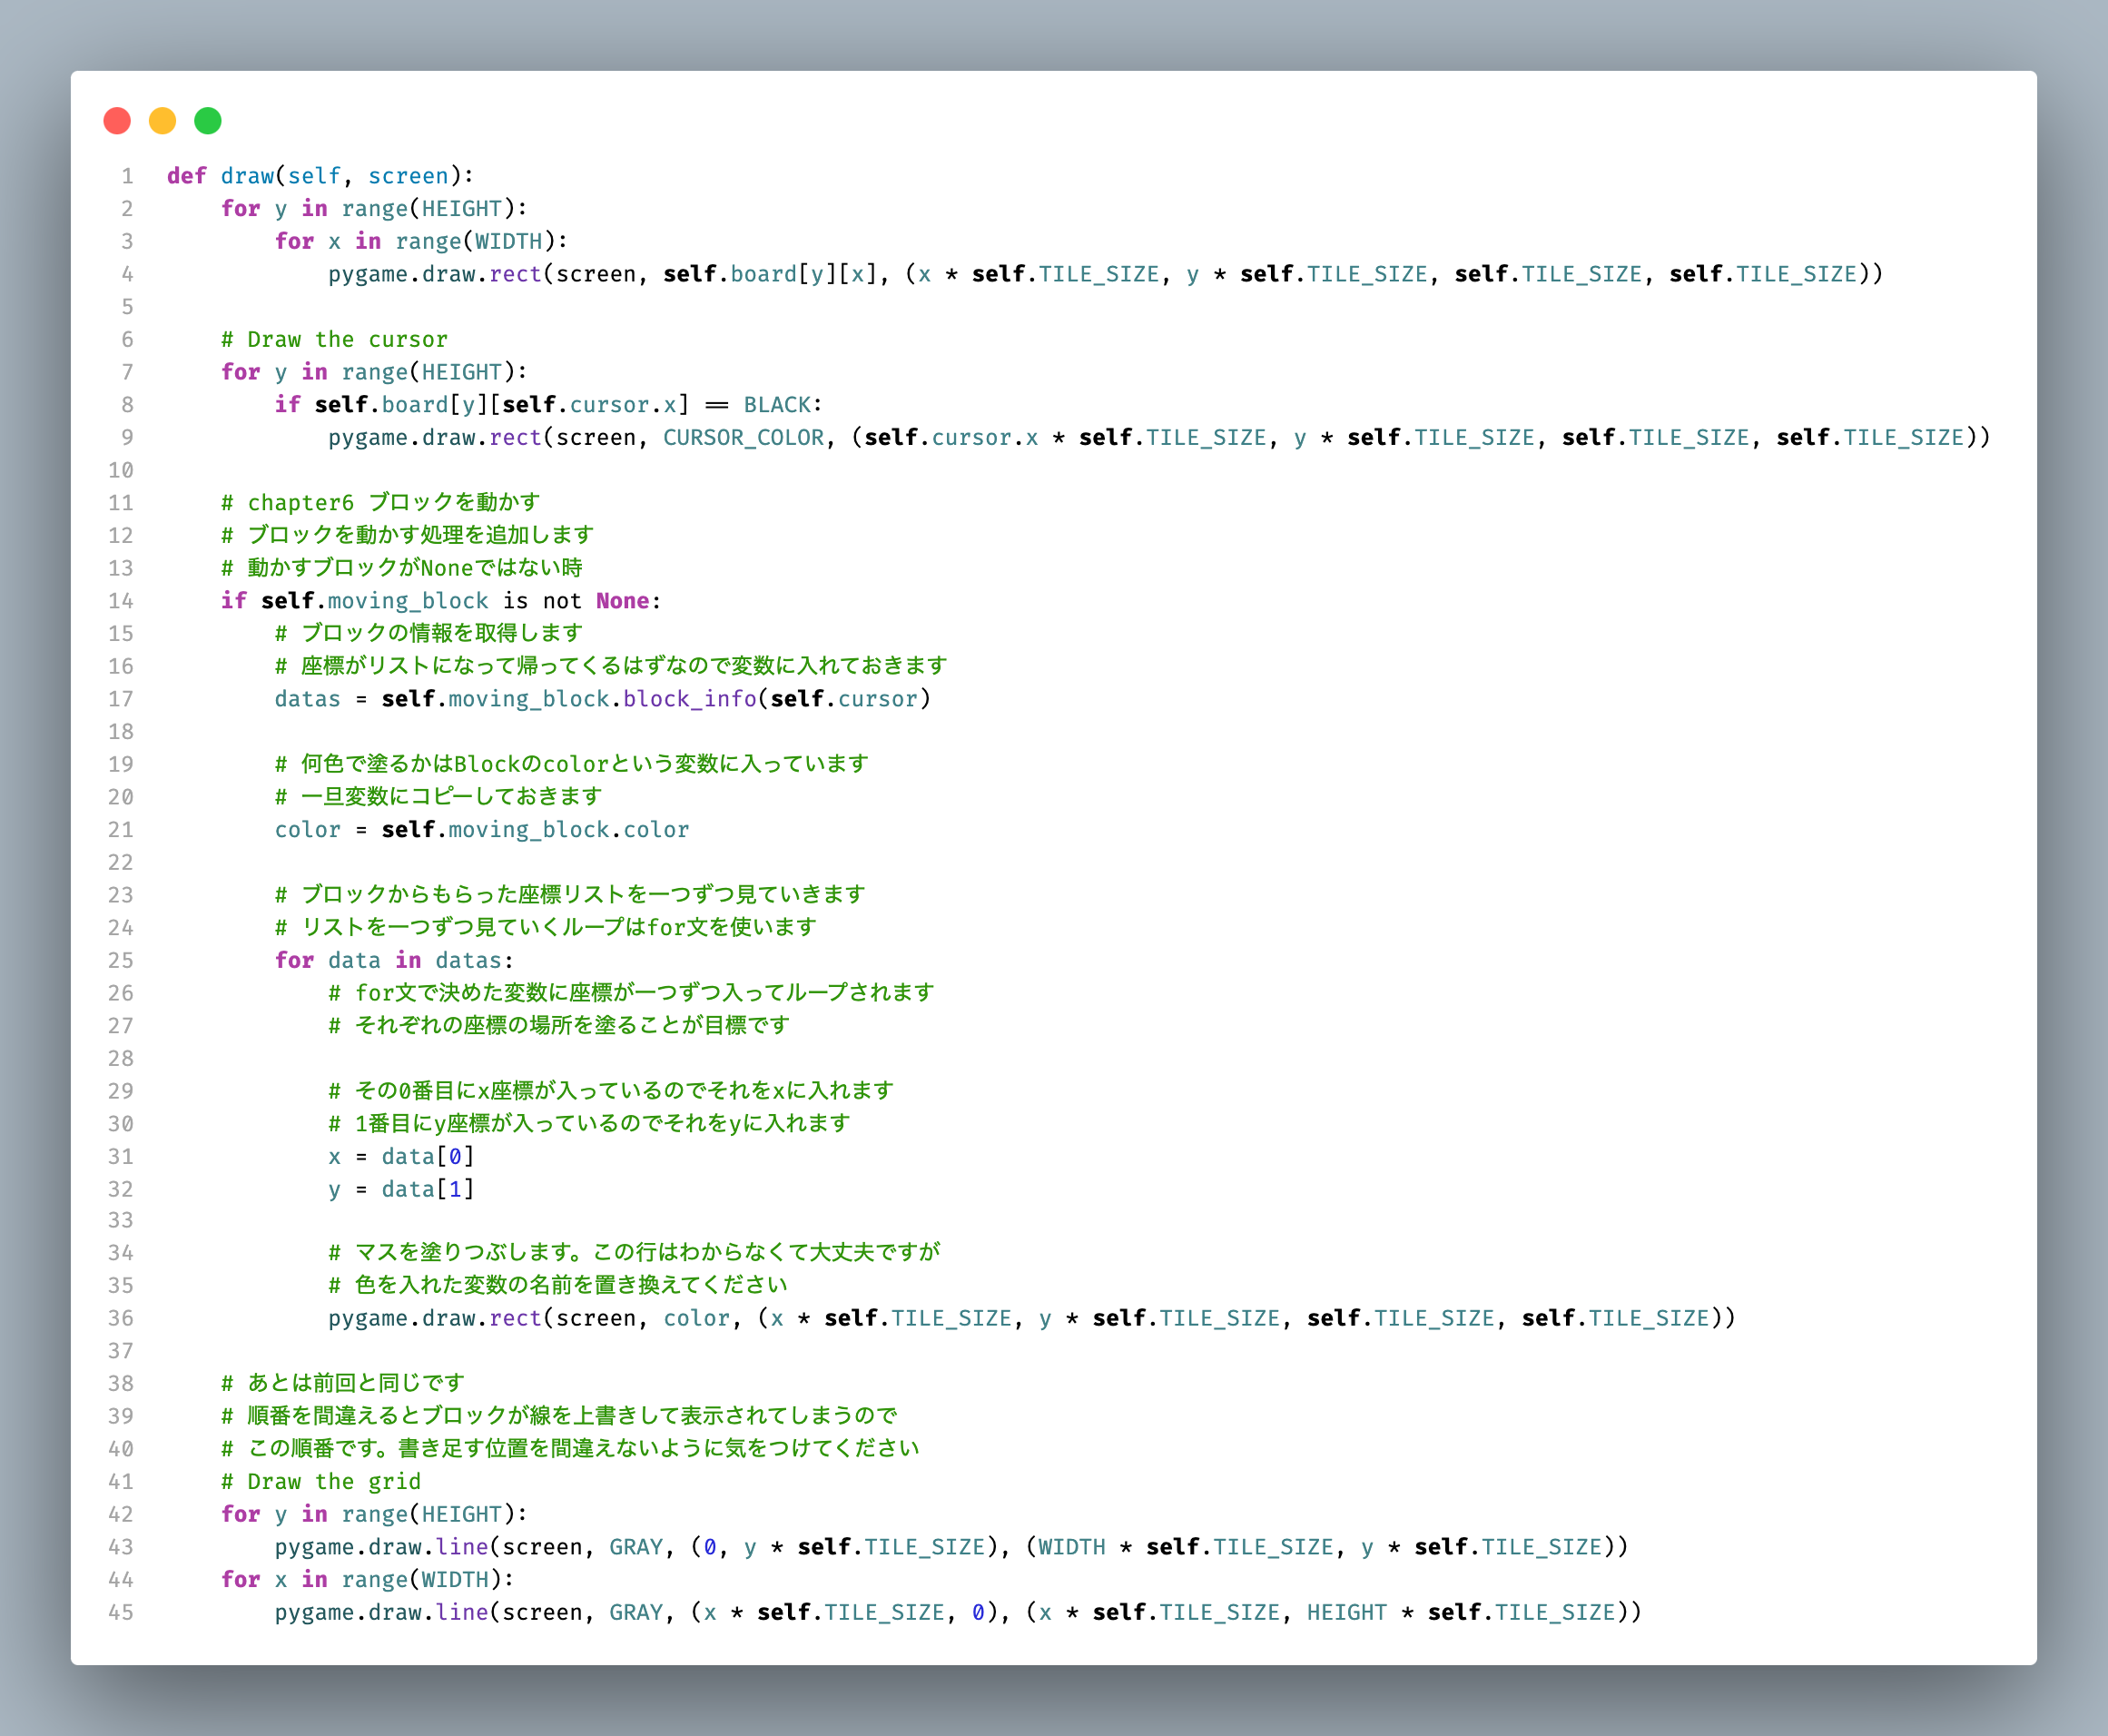 1 def draw(self, screen):
2     for y in range(HEIGHT):
3         for x in range(WIDTH):
4             pygame.draw.rect(screen, self.board[y][x], (x * self.TILE_SIZE, y * self.TILE_SIZE, self.TILE_SIZE, self.TILE_SIZE))
5
6     # Draw the cursor
7     for y in range(HEIGHT):
8         if self.board[y][self.cursor.x] == BLACK:
9             pygame.draw.rect(screen, CURSOR_COLOR, (self.cursor.x * self.TILE_SIZE, y * self.TILE_SIZE, self.TILE_SIZE, self.TILE_SIZE))
10
11     # chapter6 ブロックを動かす
12     # ブロックを動かす処理を追加します
13     # 動かすブロックがNoneではない時
14     if self.moving_block is not None:
15         # ブロックの情報を取得します
16         # 座標がリストになって帰ってくるはずなので変数に入れておきます
17         datas = self.moving_block.block_info(self.cursor)
18
19         # 何色で塗るかはBlockのcolorという変数に入っています
20         # 一旦変数にコピーしておきます
21         color = self.moving_block.color
22
23         # ブロックからもらった座標リストを一つずつ見ていきます
24         # リストを一つずつ見ていくループはfor文を使います
25         for data in datas:
26             # for文で決めた変数に座標が一つずつ入ってループされます
27             # それぞれの座標の場所を塗ることが目標です
28
29             # その0番目にx座標が入っているのでそれをxに入れます
30             # 1番目にy座標が入っているのでそれをyに入れます
31             x = data[0]
32             y = data[1]
33
34             # マスを塗りつぶします。この行はわからなくて大丈夫ですが
35             # 色を入れた変数の名前を置き換えてください
36             pygame.draw.rect(screen, color, (x * self.TILE_SIZE, y * self.TILE_SIZE, self.TILE_SIZE, self.TILE_SIZE))
37
38     # あとは前回と同じです
39     # 順番を間違えるとブロックが線を上書きして表示されてしまうので
40     # この順番です。書き足す位置を間違えないように気をつけてください
41     # Draw the grid
42     for y in range(HEIGHT):
43         pygame.draw.line(screen, GRAY, (0, y * self.TILE_SIZE), (WIDTH * self.TILE_SIZE, y * self.TILE_SIZE))
44     for x in range(WIDTH):
45         pygame.draw.line(screen, GRAY, (x * self.TILE_SIZE, 0), (x * self.TILE_SIZE, HEIGHT * self.TILE_SIZE))